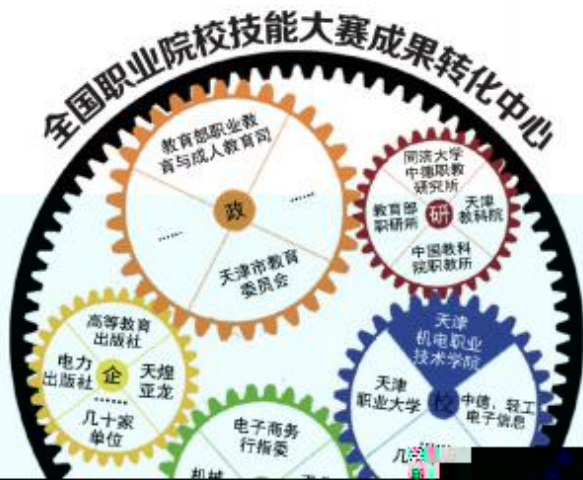 全国职业院校技能大赛成果转化中心
教育部职业教
育与成人教育司
......
政
......
天津市教育
委员会
同济大学
中德职教
研究所
教育部
职研所
研
天津
教科院
中国教科
院职教所
高等教育
出版社
电力
出版社
企
天煌
亚龙
......
几十家
单位
天津
机电职业
技术学院
天津
职业大学
校
中德，轻工
电子信息
......
电子商务
行指委
机械